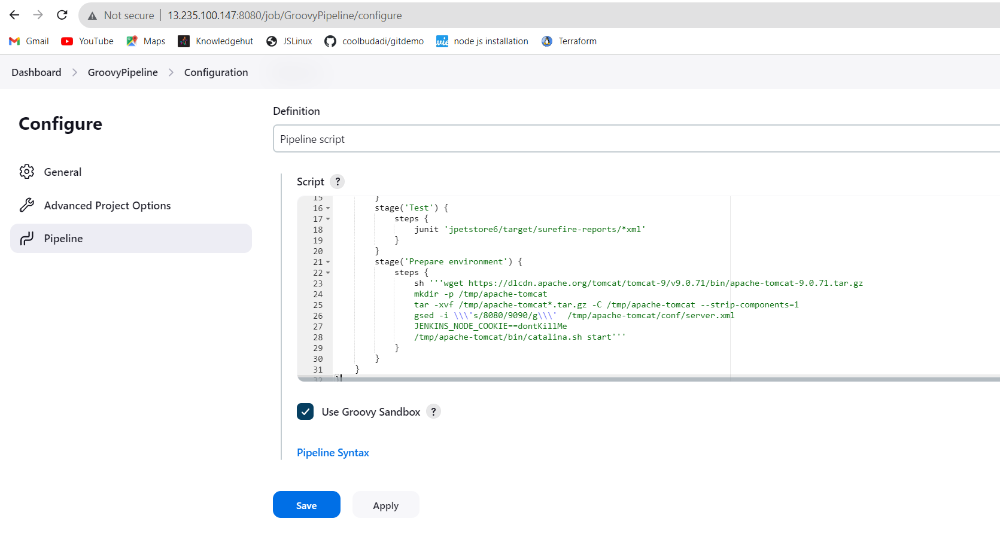 Not secure | 13.235.100.147:8080/job/GroovyPipeline/configure
Gmail YouTube Maps Knowledgehut JSLinux coolbudadi/gitdemo node js installation Terraform
Dashboard > GroovyPipeline > Configuration
Configure
General
Advanced Project Options
Pipeline
Definition
Pipeline script
Script ?
15 }
16 stage('Test') {
17 steps {
18 junit 'jpetstore6/target/surefire-reports/*xml'
19 }
20 }
21 stage('Prepare environment') {
22 steps {
23 sh '''wget https://dlcdn.apache.org/tomcat/tomcat-9/v9.0.71/bin/apache-tomcat-9.0.71.tar.gz
24 mkdir -p /tmp/apache-tomcat
25 tar -xvf /tmp/apache-tomcat*.tar.gz -C /tmp/apache-tomcat --strip-components=1
26 gsed -i \\\'s/8080/9090/g\\\'  /tmp/apache-tomcat/conf/server.xml
27 JENKINS_NODE_COOKIE==dontKillMe
28 /tmp/apache-tomcat/bin/catalina.sh start'''
29 }
30 }
31 }
32 }
Use Groovy Sandbox ?
Pipeline Syntax
Save Apply